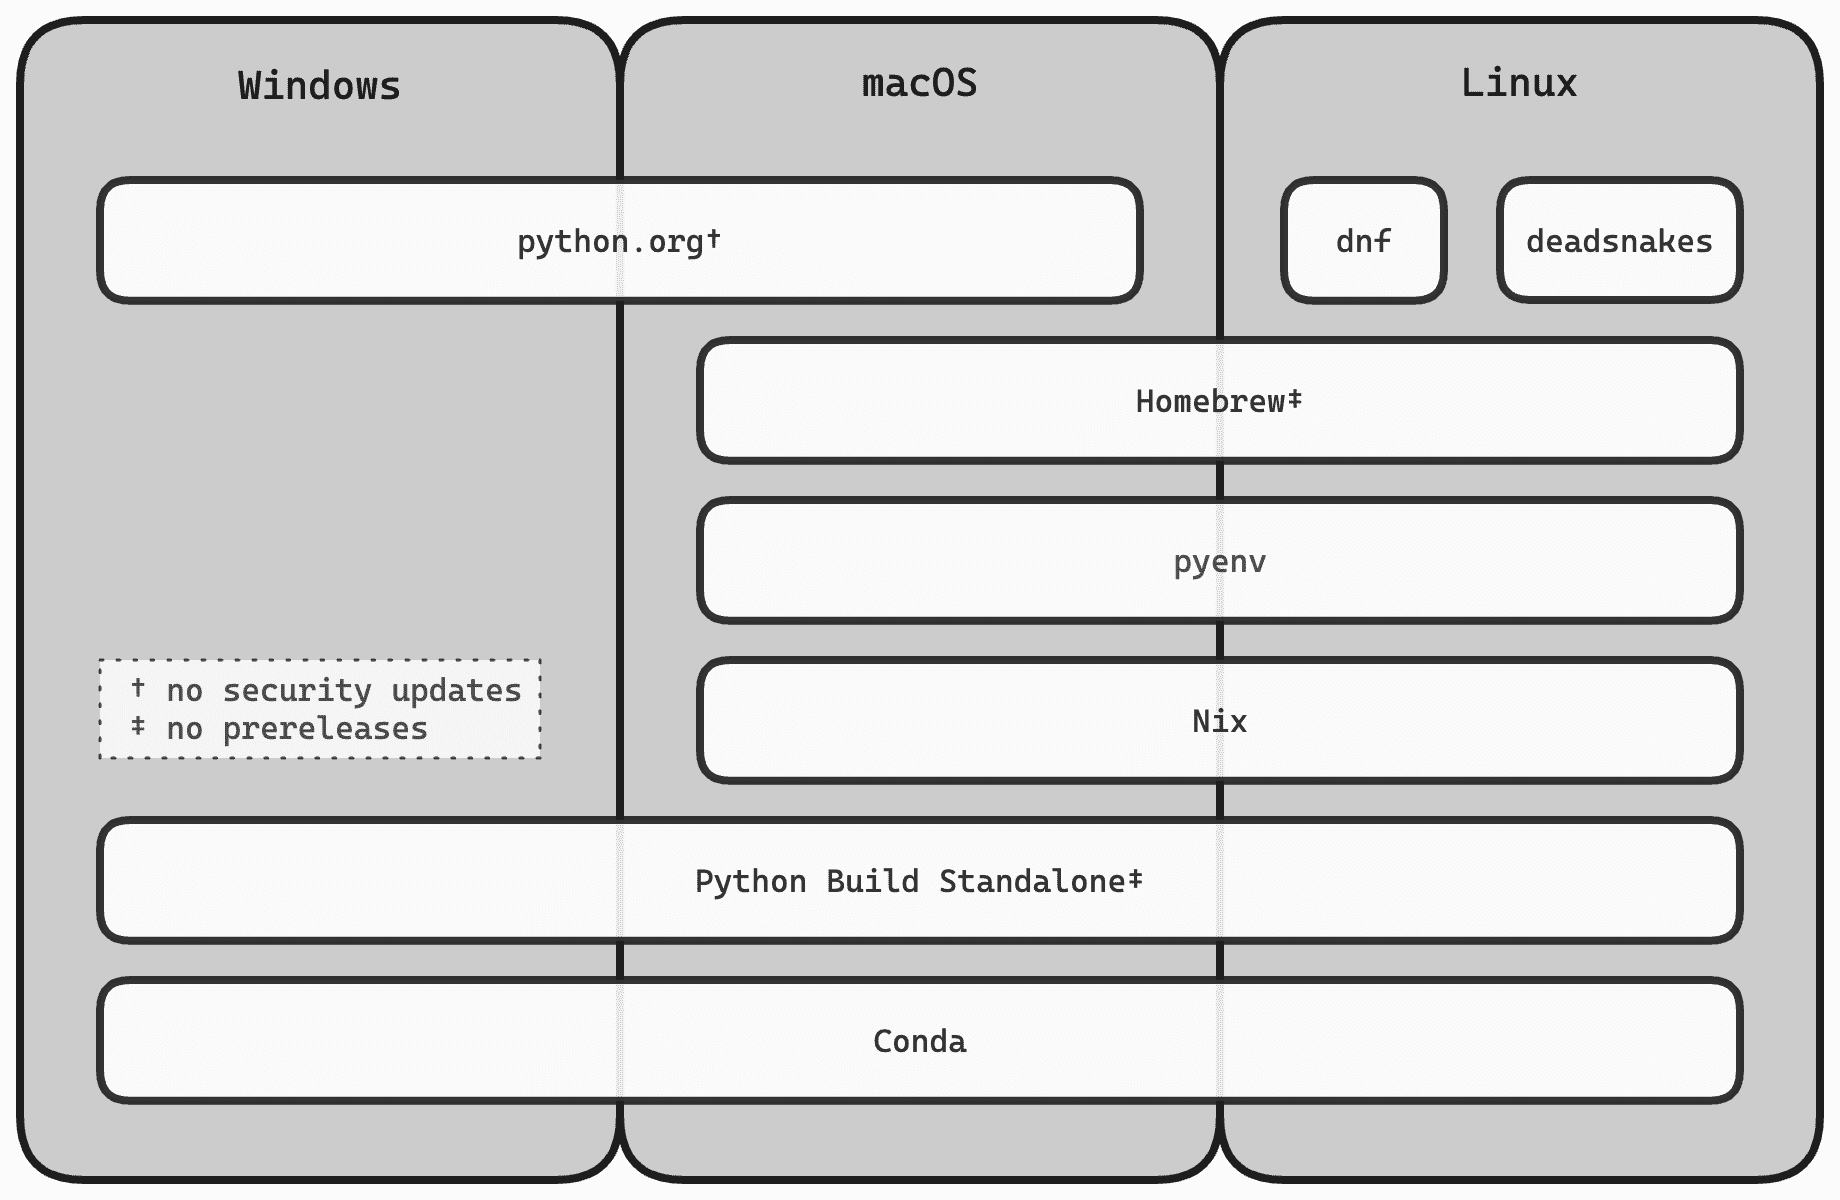 Windows
macOS
Linux
python.org†
dnf
deadsnakes
Homebrew‡
pyenv
† no security updates
‡ no prereleases
Nix
Python Build Standalone‡
Conda